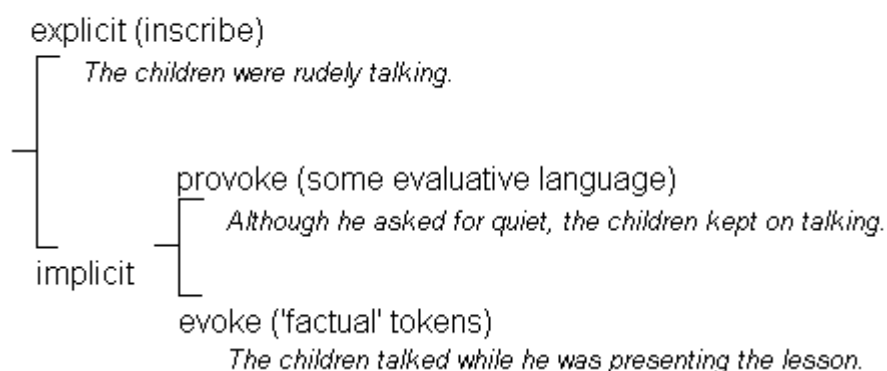 explicit (inscribe)
The children were rudely talking.
provoke (some evaluative language)
Although he asked for quiet, the children kept on talking.
implicit
evoke ('factual' tokens)
The children talked while he was presenting the lesson.